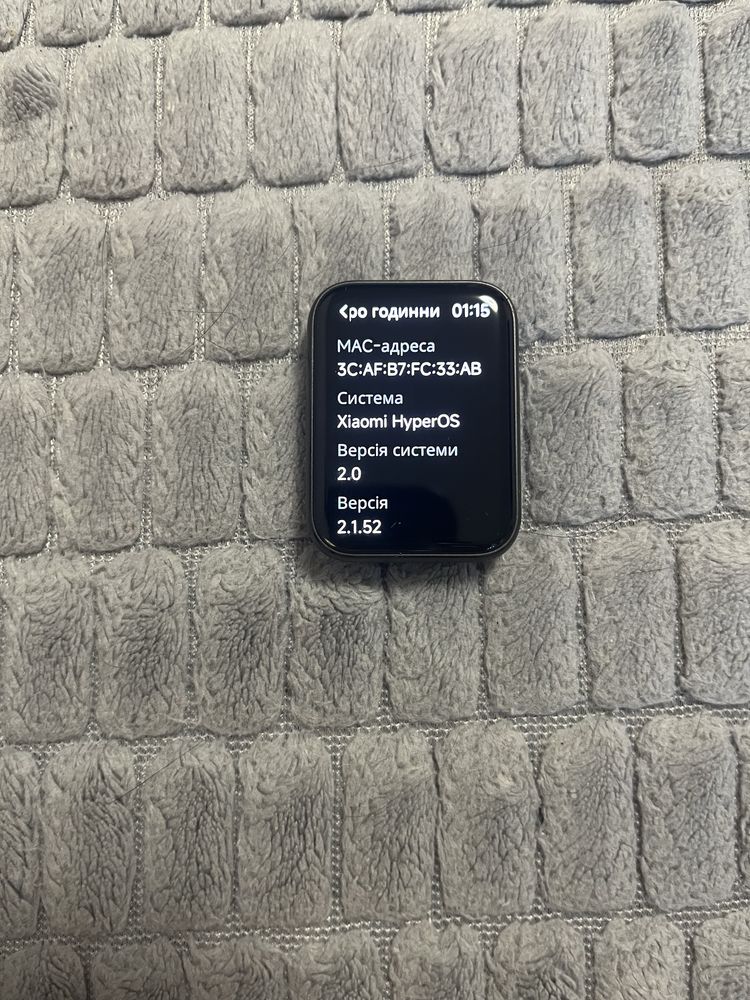 ро годинни 01:15
MAC-адреса
3C:AF:B7:FC:33:AB
Система
Xiaomi HyperOS
Версія системи
2.0
Версія
2.1.52